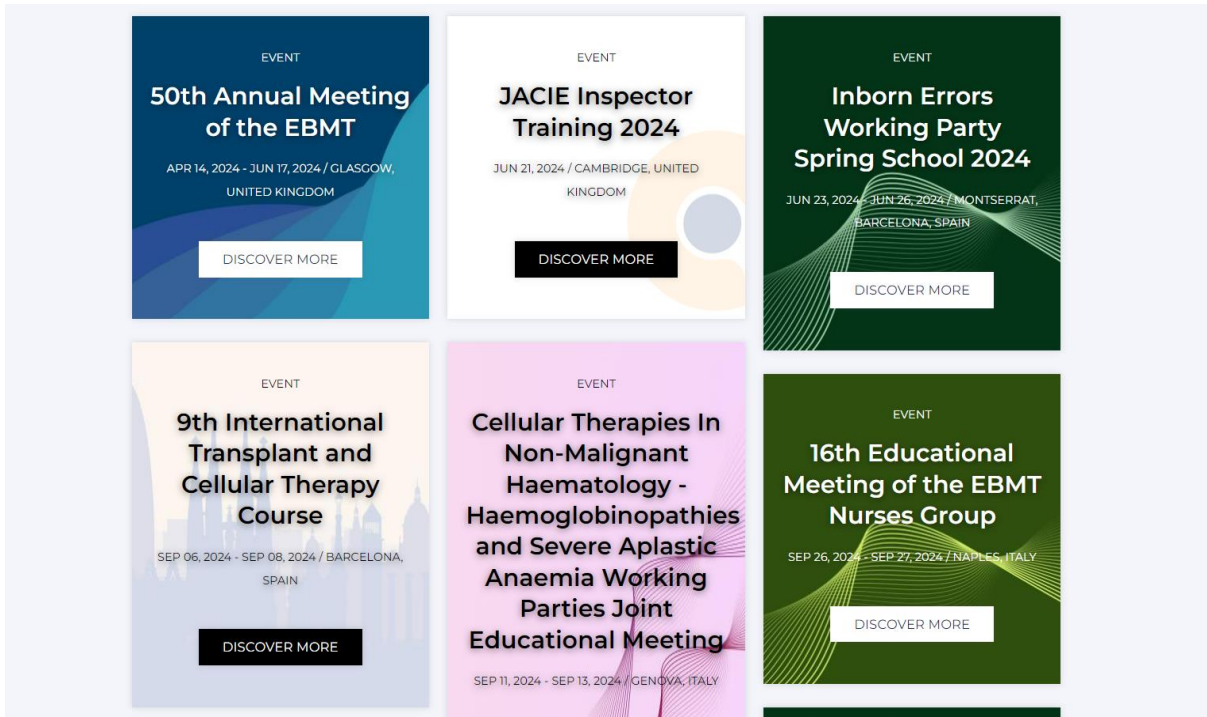 EVENT
50th Annual Meeting
of the EBMT
APR 14, 2024 - JUN 17, 2024 / GLASGOW,
UNITED KINGDOM
DISCOVER MORE
EVENT
JACIE Inspector
Training 2024
JUN 21, 2024 / CAMBRIDGE, UNITED
KINGDOM
DISCOVER MORE
EVENT
Inborn Errors
Working Party
Spring School 2024
JUN 23, 2024 - JUN 26, 2024 / MONTSERRAT,
BARCELONA, SPAIN
DISCOVER MORE
EVENT
9th International
Transplant and
Cellular Therapy
Course
SEP 06, 2024 - SEP 08, 2024 / BARCELONA,
SPAIN
DISCOVER MORE
EVENT
Cellular Therapies In
Non-Malignant
Haematology -
Haemoglobinopathies
and Severe Aplastic
Anaemia Working
Parties Joint
Educational Meeting
SEP 11, 2024 - SEP 13, 2024 / GENOVA, ITALY
EVENT
16th Educational
Meeting of the EBMT
Nurses Group
SEP 26, 2024 - SEP 27, 2024 / NAPLES, ITALY
DISCOVER MORE